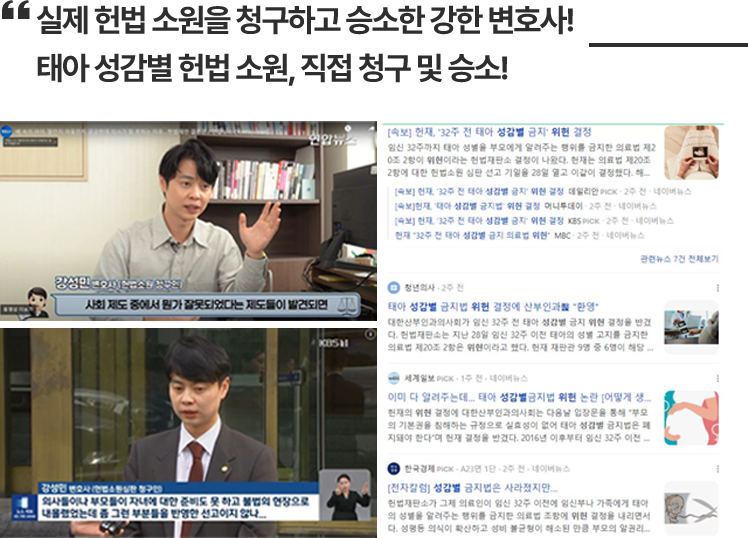 “ 실제 헌법 소원을 청구하고 승소한 강한 변호사!
태아 성감별 헌법 소원, 직접 청구 및 승소!
연합뉴스
강성민 변호사 (헌법소원 청구인)
사회 제도 중에서 뭔가 잘못되었다는 제도들이 발견되면
KBS
강성민 변호사 (헌법소원심판 청구인)
의사들이나 부모들이 자녀에 대한 준비도 못 하고 불법의 현장으로
내몰렸었는데 좀 그런 부분들을 반영한 선고이지 않나...
[속보] 헌재, '32주 전 태아 성감별 금지' 위헌 결정
임신 32주까지 태아 성별을 부모에게 알려주는 행위를 금지한 의료법 제20
조 2항이 위헌이라는 헌법재판소 결정이 나왔다. 헌재는 의료법 제20조
2항에 대한 헌법소원 심판 선고 기일을 28일 열고 이같이 결정했다. 해...
[속보] 헌재, '32주 전 태아 성감별 금지' 위헌 결정 데일리안PICK · 2주 전 · 네이버뉴스
[속보]헌재, '태아 성감별 금지법' 위헌 결정 머니투데이 · 2주 전 · 네이버뉴스
[속보] 헌재, '32주 전 태아 성감별 금지' 위헌 결정 KBS PICK · 2주 전 · 네이버뉴스
헌재 "32주 전 태아 성감별 금지 의료법 위헌" MBC · 2주 전 · 네이버뉴스
관련뉴스 7건 전체보기
청년의사 · 2주 전
태아 성감별 금지법 위헌 결정에 산부인과醫 "환영"
대한산부인과의사회가 임신 32주 전 태아 성감별 금지 위헌 결정을 반겼
다. 헌법재판소는 지난 28일 임신 32주 이전 태아의 성별 고지를 금지한
의료법 제20조 2항은 위헌이라고 했다. 헌재 재판관 9명 중 6명이 해당 ...
세계일보 PICK · 1주 전 · 네이버뉴스
이미 다 알려주는데... 태아 성감별금지법 위헌 논란 [어떻게 생...
헌재의 위헌 결정에 대한산부인과의사회는 다음날 입장문을 통해 "부모
의 기본권을 침해하는 규정으로 실효성이 없어 태아 성감별 금지법은 폐
지돼야 한다"며 헌재 결정을 반겼다. 2016년 이후부터 임신 32주 이전 ...
한국경제 PICK · A23면 1단 · 2주 전 · 네이버뉴스
[전자칼럼] 성감별 금지법은 사라졌지만...
헌법재판소가 그제 의료인이 임신 32주 이전에 임신부나 가족에게 태아
의 성별을 알려주는 행위를 금지한 의료법 조항에 위헌 결정을 내리면서
다. 성평등 의식이 확산하고 성비 불균형이 해소된 만큼 부모의 알권리...